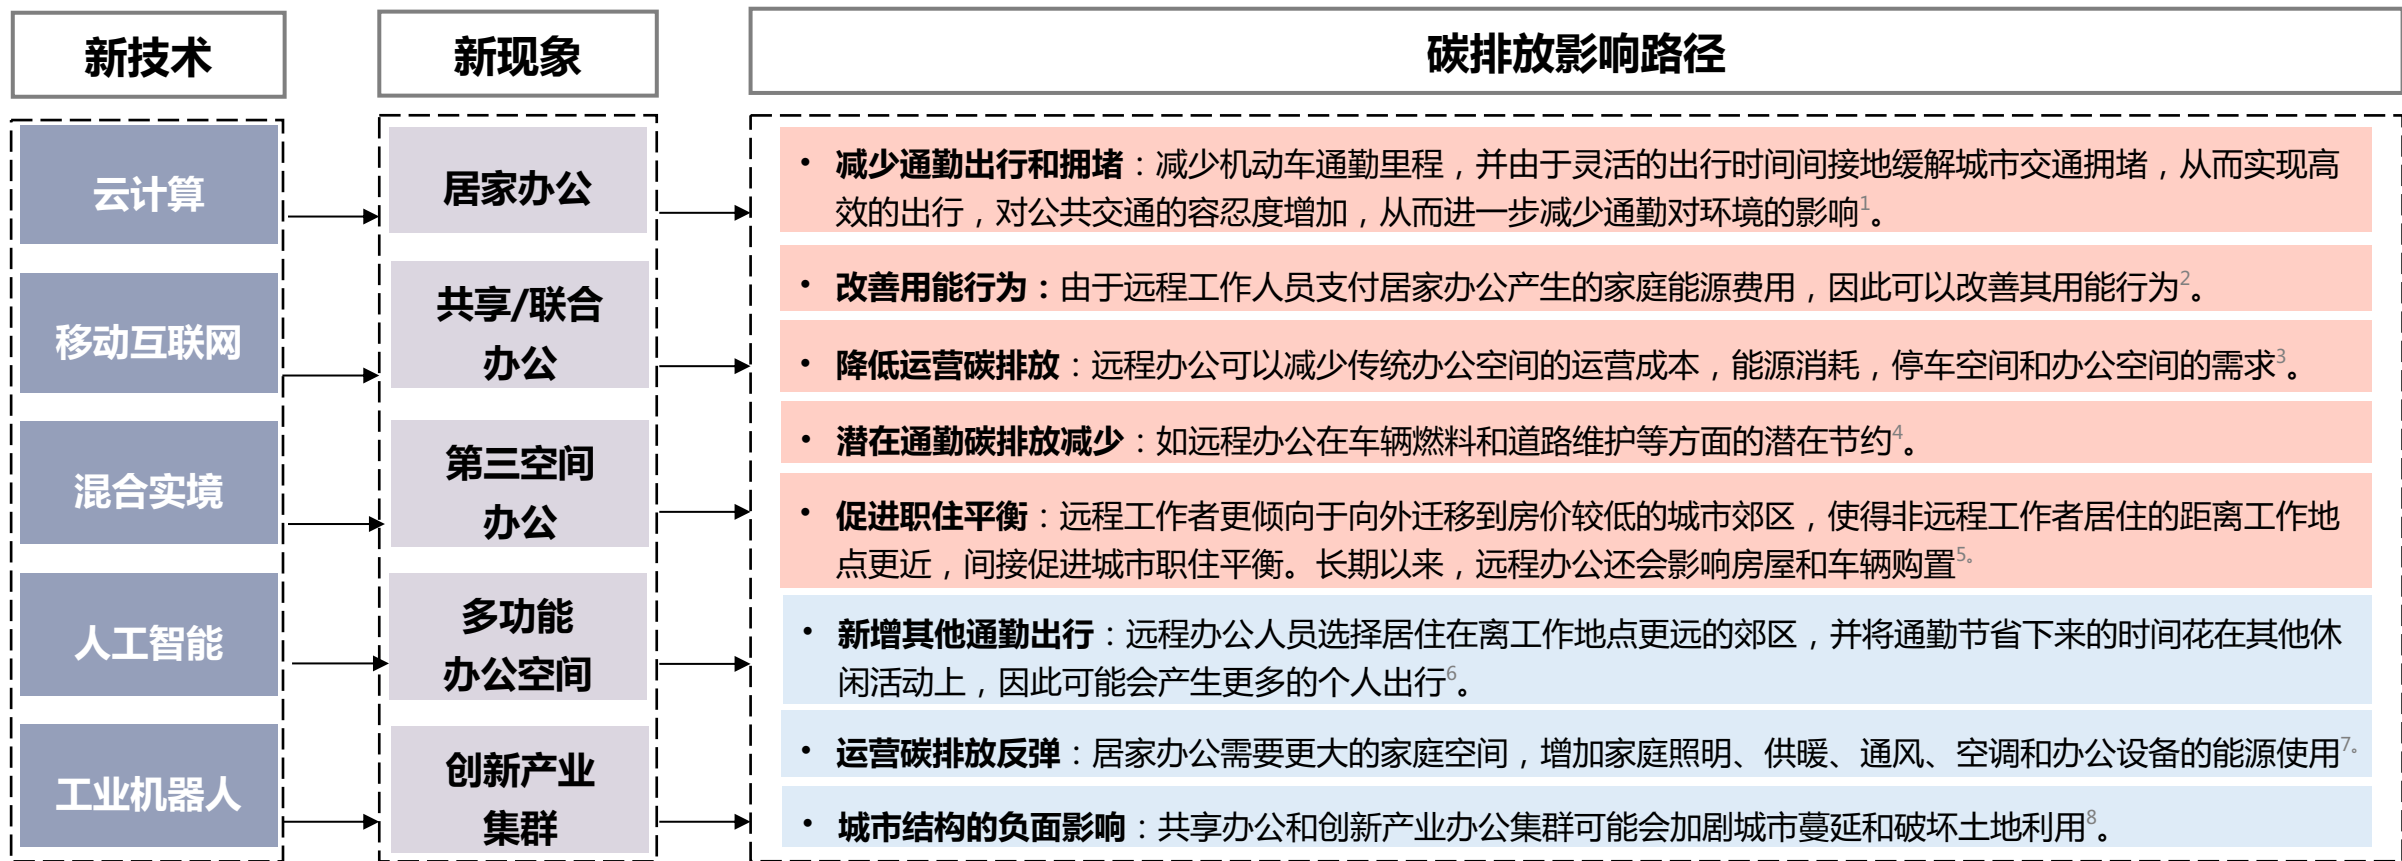 新技术
新现象
碳排放影响路径
云计算
移动互联网
混合实境
人工智能
工业机器人
居家办公
共享/联合
办公
第三空间
办公
多功能
办公空间
创新产业
集群
• 减少通勤出行和拥堵：减少机动车通勤里程，并由于灵活的出行时间间接地缓解城市交通拥堵，从而实现高
效的出行，对公共交通的容忍度增加，从而进一步减少通勤对环境的影响1。
• 改善用能行为：由于远程工作人员支付居家办公产生的家庭能源费用，因此可以改善其用能行为2。
• 降低运营碳排放：远程办公可以减少传统办公空间的运营成本，能源消耗，停车空间和办公空间的需求3。
• 潜在通勤碳排放减少：如远程办公在车辆燃料和道路维护等方面的潜在节约4。
• 促进职住平衡：远程工作者更倾向于向外迁移到房价较低的城市郊区，使得非远程工作者居住的距离工作地
点更近，间接促进城市职住平衡。长期以来，远程办公还会影响房屋和车辆购置5。
• 新增其他通勤出行：远程办公人员选择居住在离工作地点更远的郊区，并将通勤节省下来的时间花在其他休
闲活动上，因此可能会产生更多的个人出行6。
• 运营碳排放反弹：居家办公需要更大的家庭空间，增加家庭照明、供暖、通风、空调和办公设备的能源使用7。
• 城市结构的负面影响：共享办公和创新产业办公集群可能会加剧城市蔓延和破坏土地利用8。